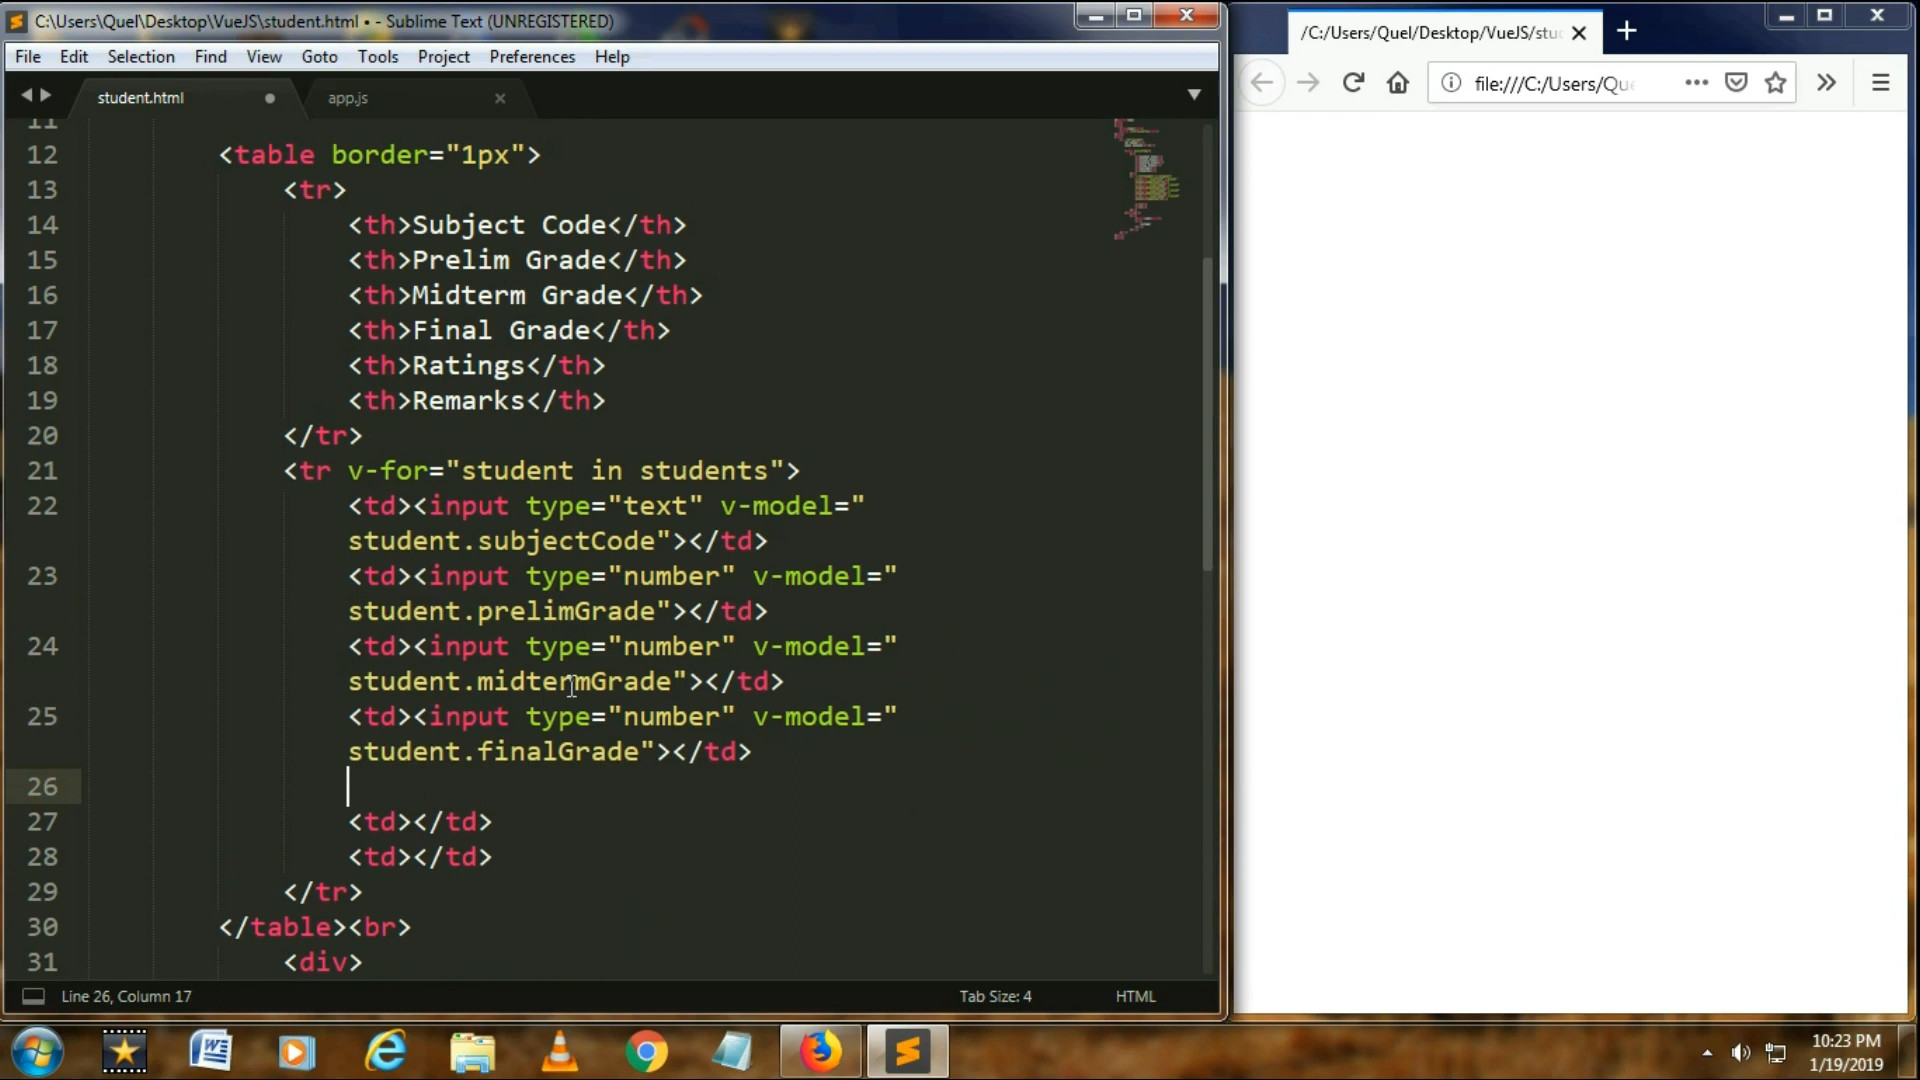 C:\Users\Quel\Desktop\VueJS\student.html • - Sublime Text (UNREGISTERED)
File Edit Selection Find View Goto Tools Project Preferences Help
student.html
app.js
11
12 <table border="1px">
13 <tr>
14 <th>Subject Code</th>
15 <th>Prelim Grade</th>
16 <th>Midterm Grade</th>
17 <th>Final Grade</th>
18 <th>Ratings</th>
19 <th>Remarks</th>
20 </tr>
21 <tr v-for="student in students">
22 <td><input type="text" v-model="
student.subjectCode"></td>
23 <td><input type="number" v-model="
student.prelimGrade"></td>
24 <td><input type="number" v-model="
student.midtermGrade"></td>
25 <td><input type="number" v-model="
student.finalGrade"></td>
26
27 <td></td>
28 <td></td>
29 </tr>
30 </table><br>
31 <div>
Line 26, Column 17
Tab Size: 4
HTML
/C:/Users/Quel/Desktop/VueJS/stu
file:///C:/Users/Que
10:23 PM
1/19/2019